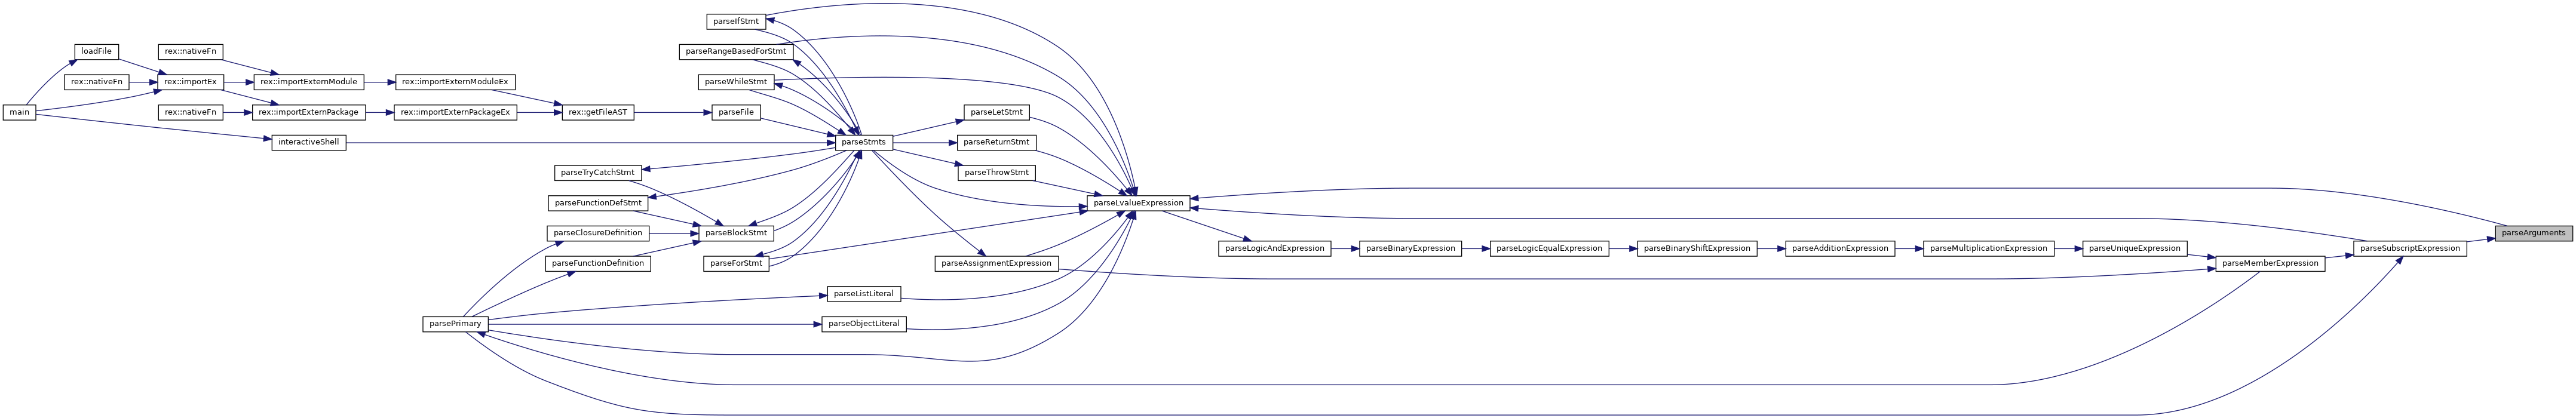 main
loadFile
rex::nativeFn
rex::importEx
rex::nativeFn
rex::importExternModule
rex::importExternPackage
rex::nativeFn
interactiveShell
rex::importExternModuleEx
rex::importExternPackageEx
rex::getFileAST
parseIfStmt
parseRangeBasedForStmt
parseWhileStmt
parseFile
parseTryCatchStmt
parseFunctionDefStmt
parseClosureDefinition
parseFunctionDefinition
parsePrimary
parseBlockStmt
parseForStmt
parseStmts
parseListLiteral
parseObjectLiteral
parseLetStmt
parseReturnStmt
parseThrowStmt
parseAssignmentExpression
parseLvalueExpression
parseLogicAndExpression
parseBinaryExpression
parseLogicEqualExpression
parseBinaryShiftExpression
parseAdditionExpression
parseMultiplicationExpression
parseUniqueExpression
parseMemberExpression
parseSubscriptExpression
parseArguments